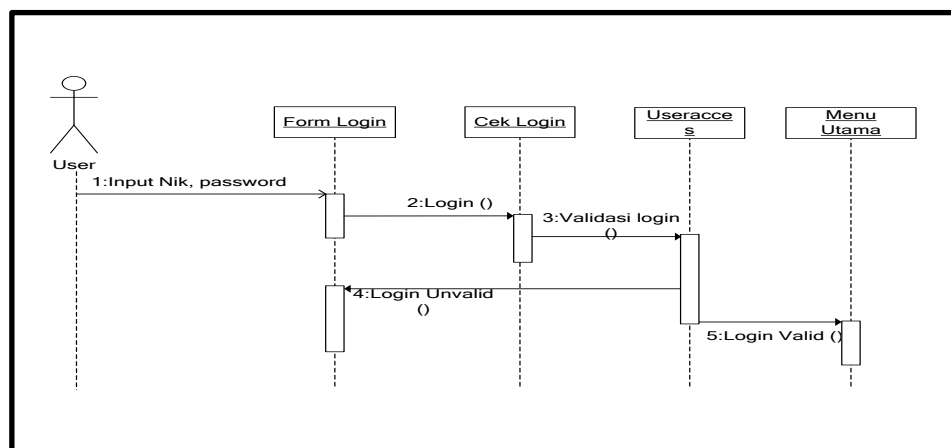 Form Login
Cek Login
Useracce
s
Menu
Utama
User
1:Input Nik, password
2:Login ()
3:Validasi login
()
4:Login Unvalid
()
5:Login Valid ()